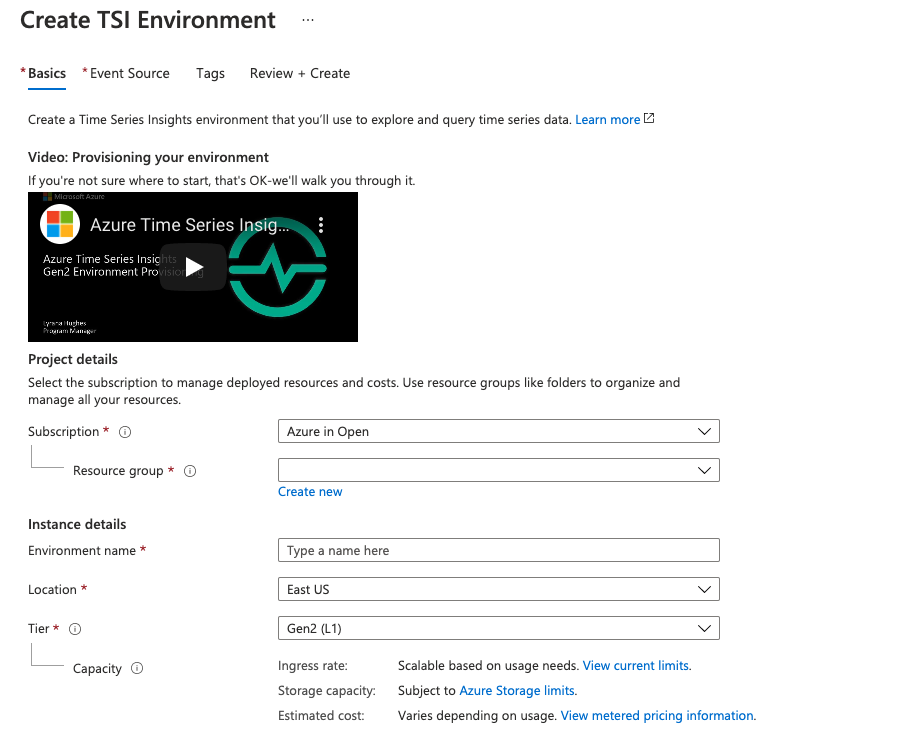 Create TSI Environment ...
* Basics * Event Source Tags Review + Create
Create a Time Series Insights environment that you'll use to explore and query time series data. Learn more
Video: Provisioning your environment
If you're not sure where to start, that's OK-we'll walk you through it.
Microsoft Azure
Azure Time Series Insig...
Azure Time Series Insights
Gen2 Environment Provisioning
Lyrana Hughes
Program Manager
Project details
Select the subscription to manage deployed resources and costs. Use resource groups like folders to organize and
manage all your resources.
Subscription * Azure in Open
Resource group *
Create new
Instance details
Environment name * Type a name here
Location * East US
Tier * Gen2 (L1)
Capacity Ingress rate: Scalable based on usage needs. View current limits.
Storage capacity: Subject to Azure Storage limits.
Estimated cost: Varies depending on usage. View metered pricing information.